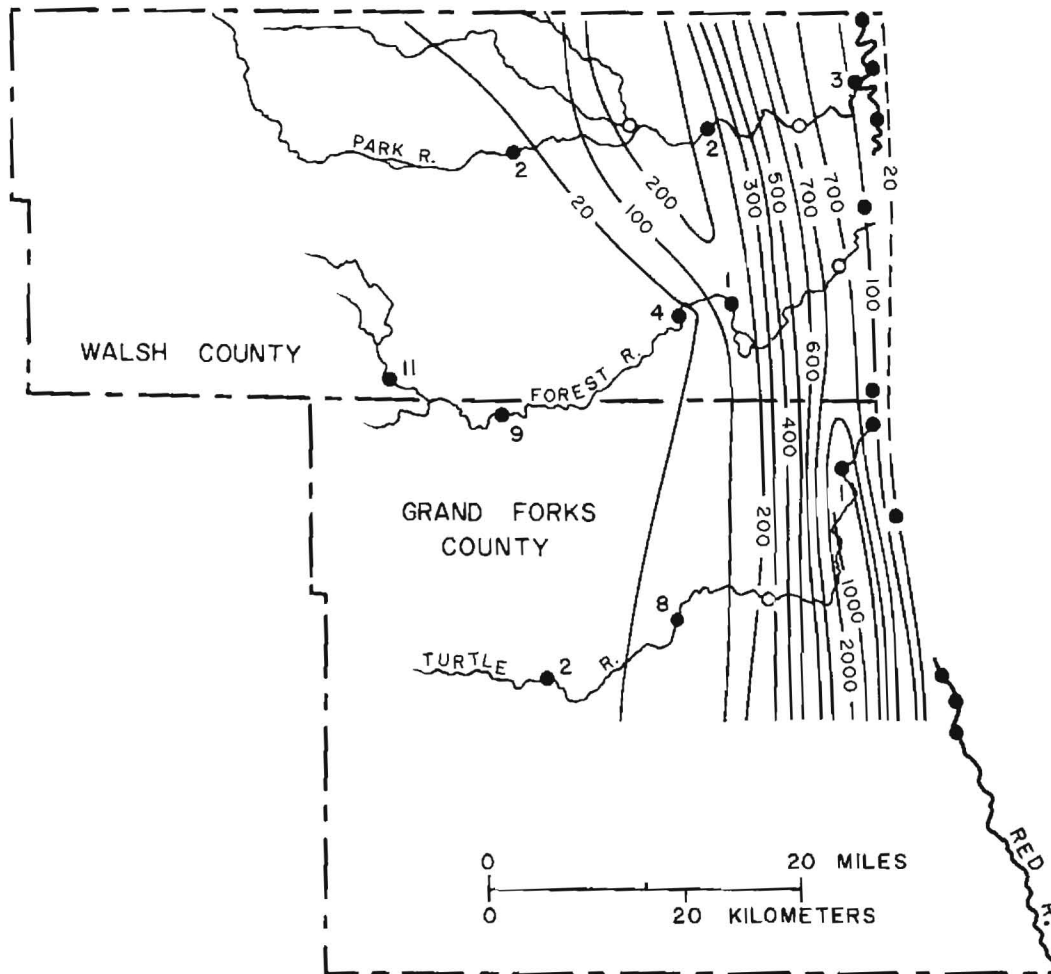 3
PARK R.
2
2
20
100
200
300
500
700
700
20
100
4
WALSH COUNTY
11
FOREST R.
9
600
400
200
GRAND FORKS
COUNTY
8
1000
2000
TURTLE R.
2
0 20 MILES
0 20 KILOMETERS
RED R.